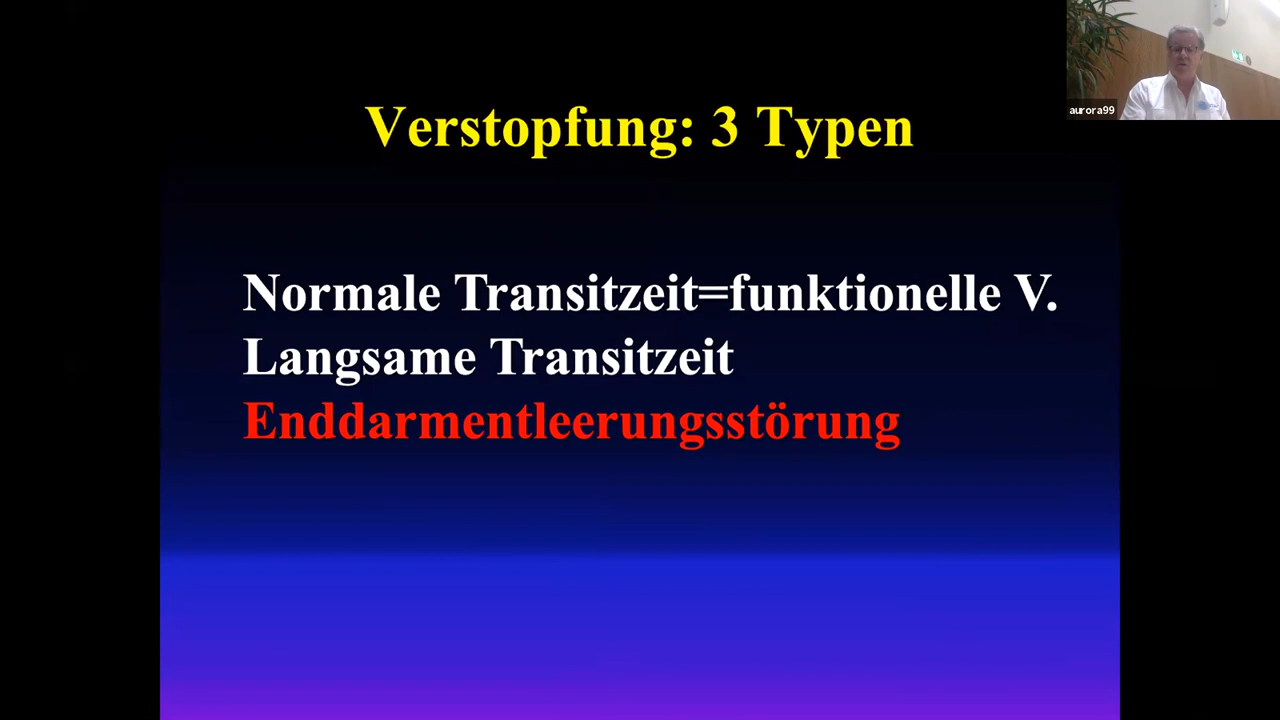 Verstopfung: 3 Typen
aurora99
Normale Transitzeit=funktionelle V.
Langsame Transitzeit
Enddarmentleerungsstörung